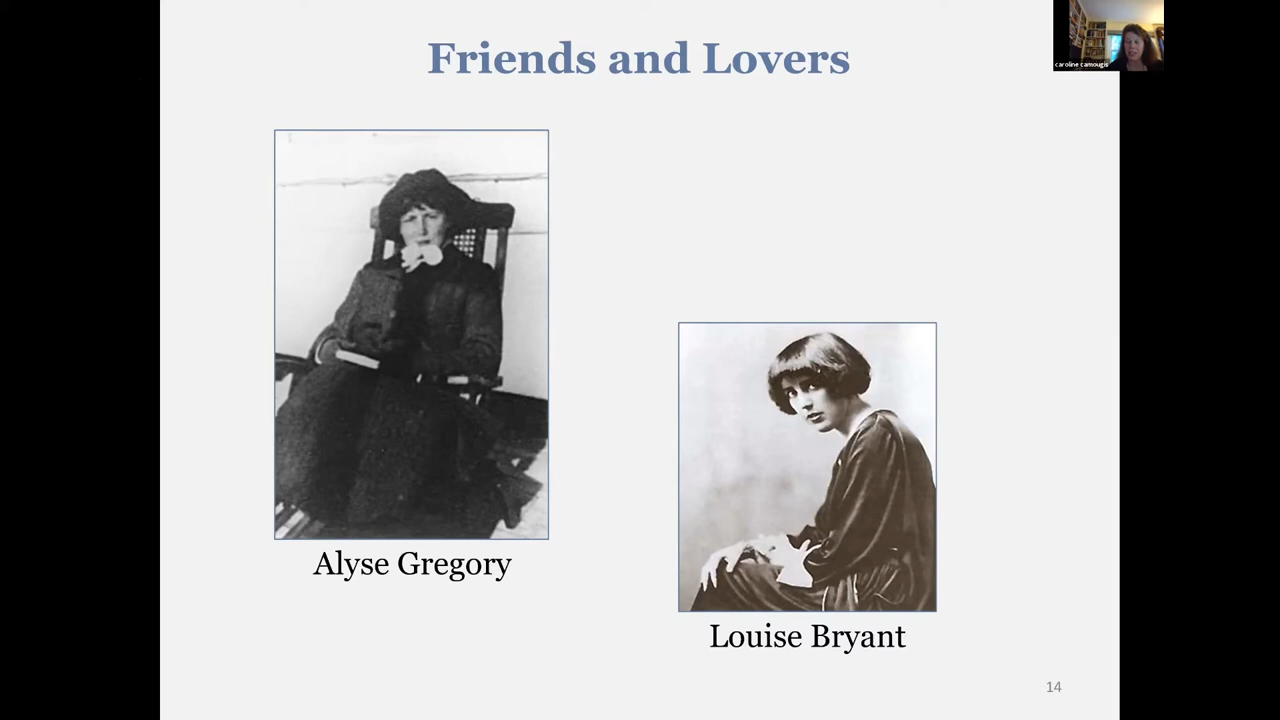 Friends and Lovers
caroline camougis
Alyse Gregory
Louise Bryant
14